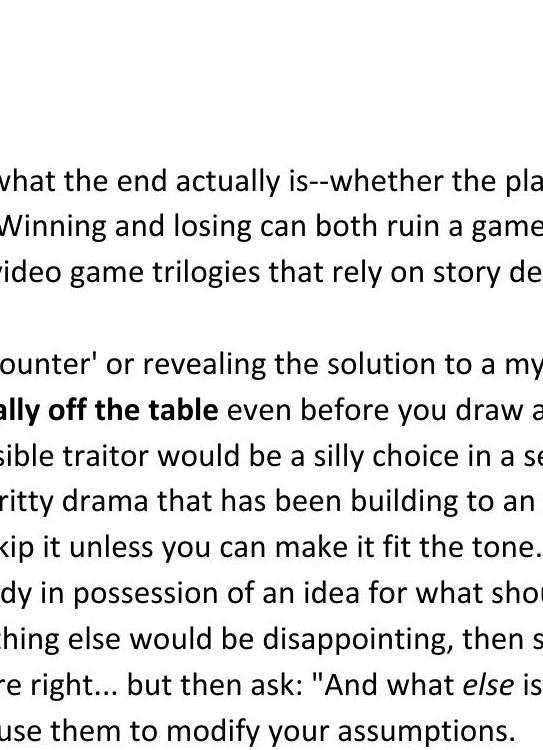 what the end actually is--whether the pla
Winning and losing can both ruin a game
video game trilogies that rely on story de
ounter' or revealing the solution to a my
ally off the table even before you draw a
sible traitor would be a silly choice in a se
ritty drama that has been building to an
kip it unless you can make it fit the tone.
dy in possession of an idea for what shou
thing else would be disappointing, then s
re right... but then ask: "And what else is
use them to modify your assumptions.